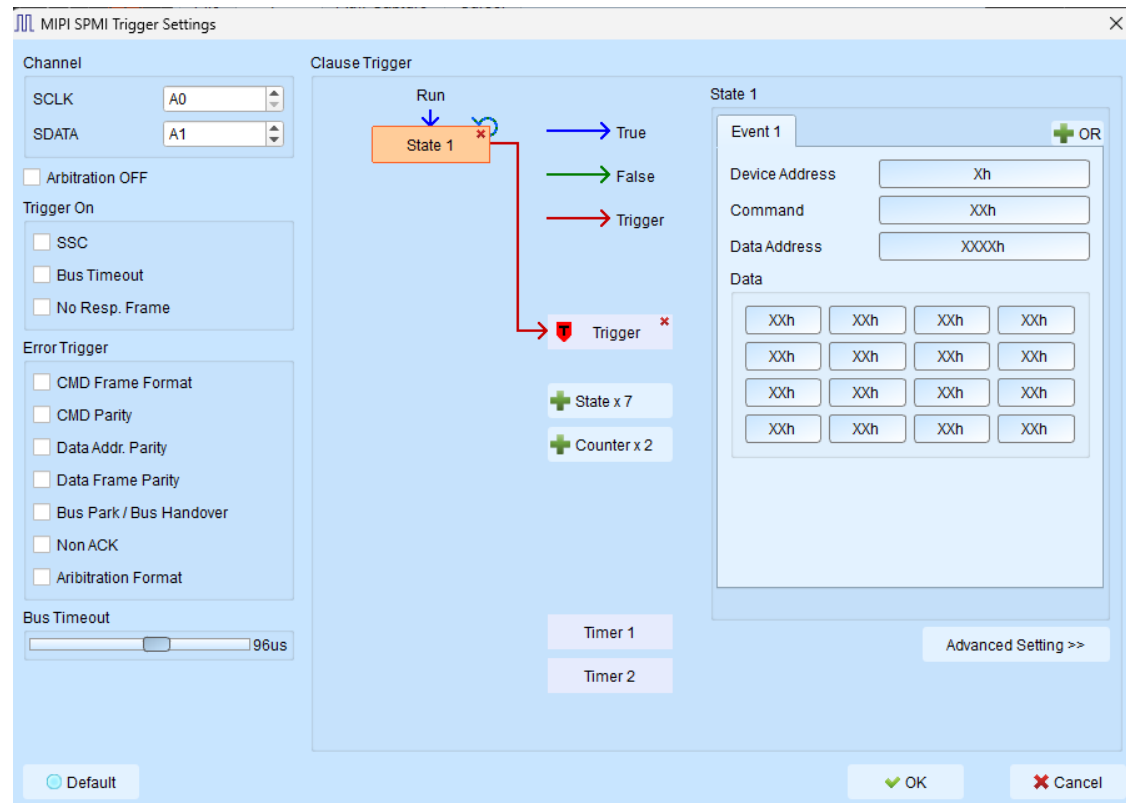 MIPI SPMI Trigger Settings
Channel
SCLK A0
SDATA A1
Arbitration OFF
Trigger On
SSC
Bus Timeout
No Resp. Frame
Error Trigger
CMD Frame Format
CMD Parity
Data Addr. Parity
Data Frame Parity
Bus Park / Bus Handover
Non ACK
Aribitration Format
Bus Timeout
96us
Default
Clause Trigger
Run
State 1
True
False
Trigger
T Trigger
State x 7
Counter x 2
Timer 1
Timer 2
State 1
Event 1 OR
Device Address Xh
Command XXh
Data Address XXXXh
Data
XXh XXh XXh XXh
XXh XXh XXh XXh
XXh XXh XXh XXh
XXh XXh XXh XXh
Advanced Setting >>
OK Cancel